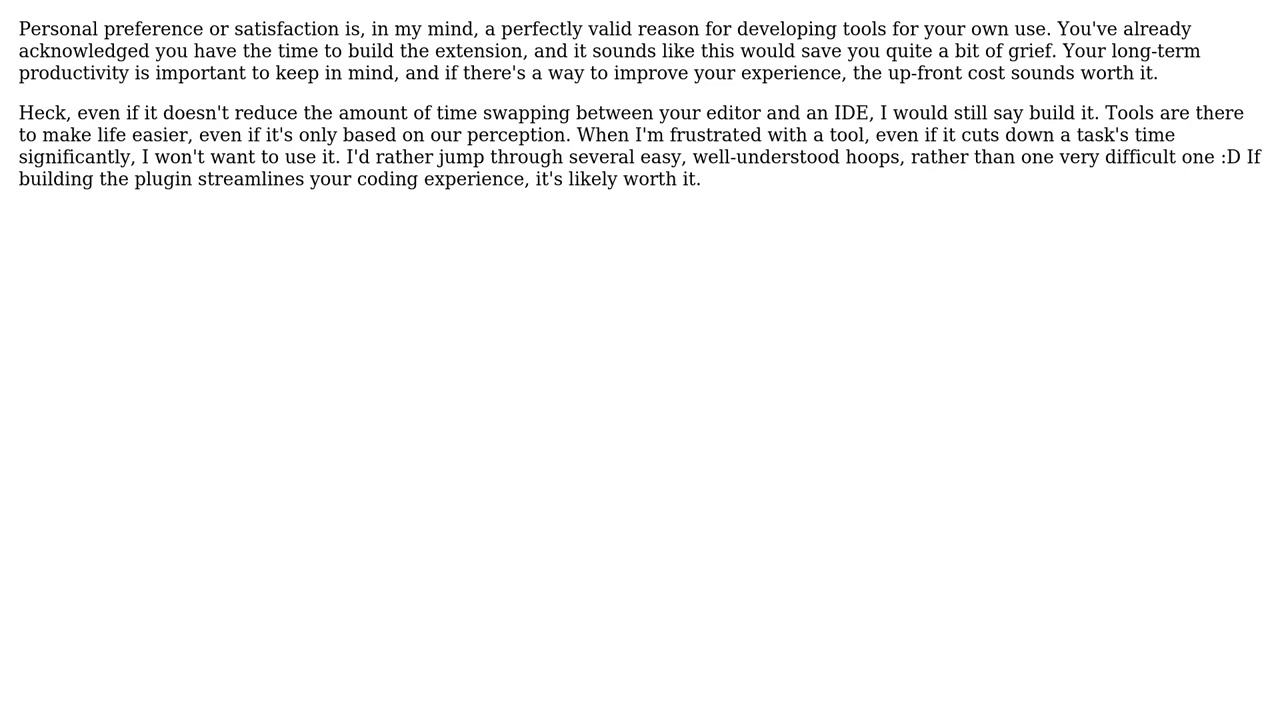 Personal preference or satisfaction is, in my mind, a perfectly valid reason for developing tools for your own use. You've already
acknowledged you have the time to build the extension, and it sounds like this would save you quite a bit of grief. Your long-term
productivity is important to keep in mind, and if there's a way to improve your experience, the up-front cost sounds worth it.
Heck, even if it doesn't reduce the amount of time swapping between your editor and an IDE, I would still say build it. Tools are there
to make life easier, even if it's only based on our perception. When I'm frustrated with a tool, even if it cuts down a task's time
significantly, I won't want to use it. I'd rather jump through several easy, well-understood hoops, rather than one very difficult one :D If
building the plugin streamlines your coding experience, it's likely worth it.